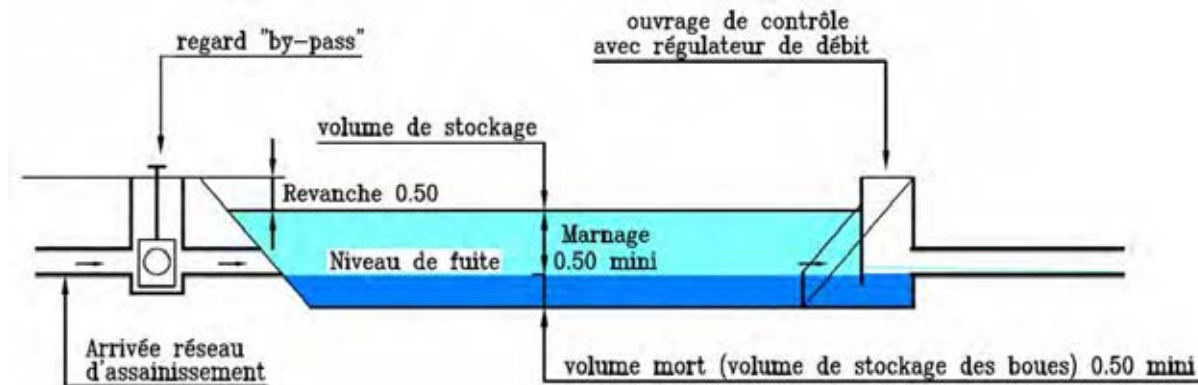 ouvrage de contrôle
avec régulateur de débit
regard "by-pass"
volume de stockage
Revanche 0.50
Marnage
0.50 mini
Niveau de fuite
Arrivée réseau
d'assainissement
volume mort (volume de stockage des boues) 0.50 mini